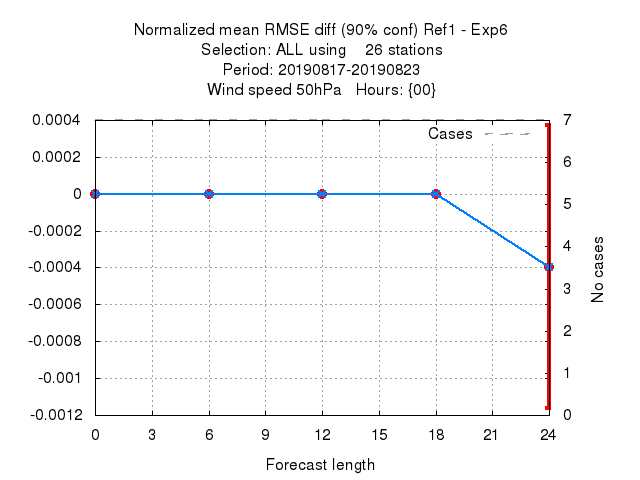 Normalized mean RMSE diff (90% conf) Ref1 - Exp6
Selection: ALL using 26 stations
Period: 20190817-20190823
Wind speed 50hPa Hours: {00}
Cases
0.0004
0.0002
0
-0.0002
-0.0004
-0.0006
-0.0008
-0.001
-0.0012
7
6
5
4
3
2
1
0
No cases
0 3 6 9 12 15 18 21 24
Forecast length